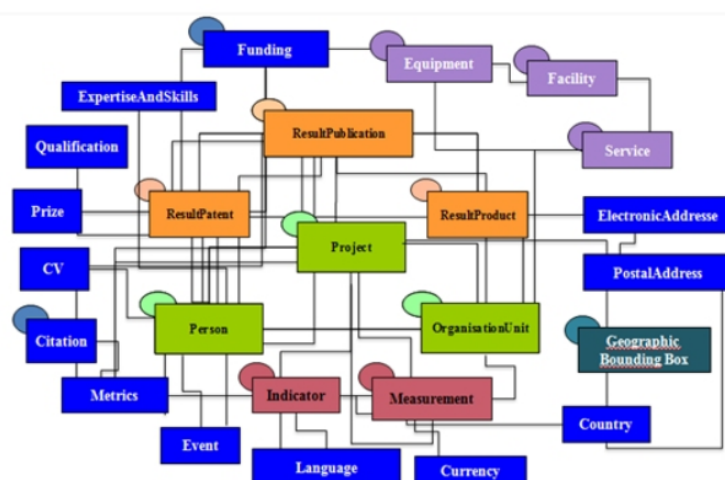 Funding
Equipment
Facility
ExpertiseAndSkills
ResultPublication
Qualification
Service
Prize
ResultPatent
ResultProduct
ElectronicAddresse
Project
CV
PostalAddress
Person
OrganisationUnit
Citation
Geographic
Bounding Box
Metrics
Indicator
Measurement
Event
Country
Language
Currency